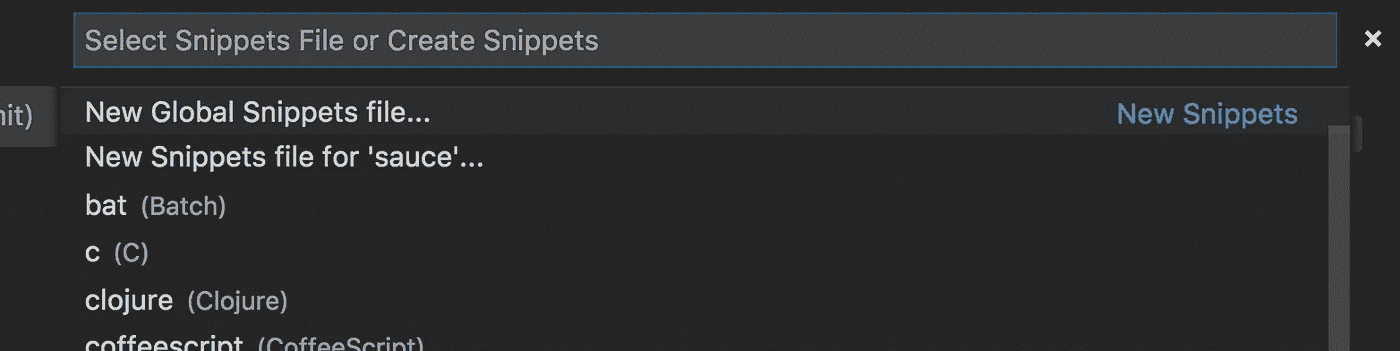 Select Snippets File or Create Snippets
nit)
New Global Snippets file... New Snippets
New Snippets file for 'sauce'...
bat (Batch)
c (C)
clojure (Clojure)
coffeescript (CoffeeScript)